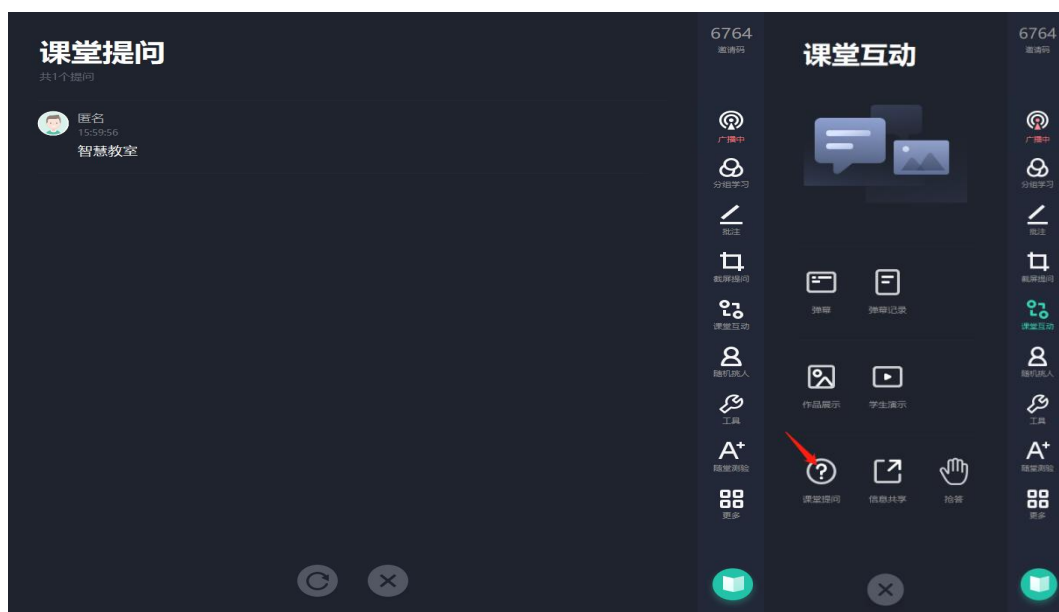 课堂提问
共1个提问
匿名
15:59:56
智慧教室
6764
邀请码
广播中
分组学习
批注
截屏提问
课堂互动
随机挑人
工具
A+
随堂测验
更多
课堂互动
弹幕
弹幕记录
作品展示
学生演示
课堂提问
信息共享
抢答
6764
邀请码
广播中
分组学习
批注
截屏提问
课堂互动
随机挑人
工具
A+
随堂测验
更多